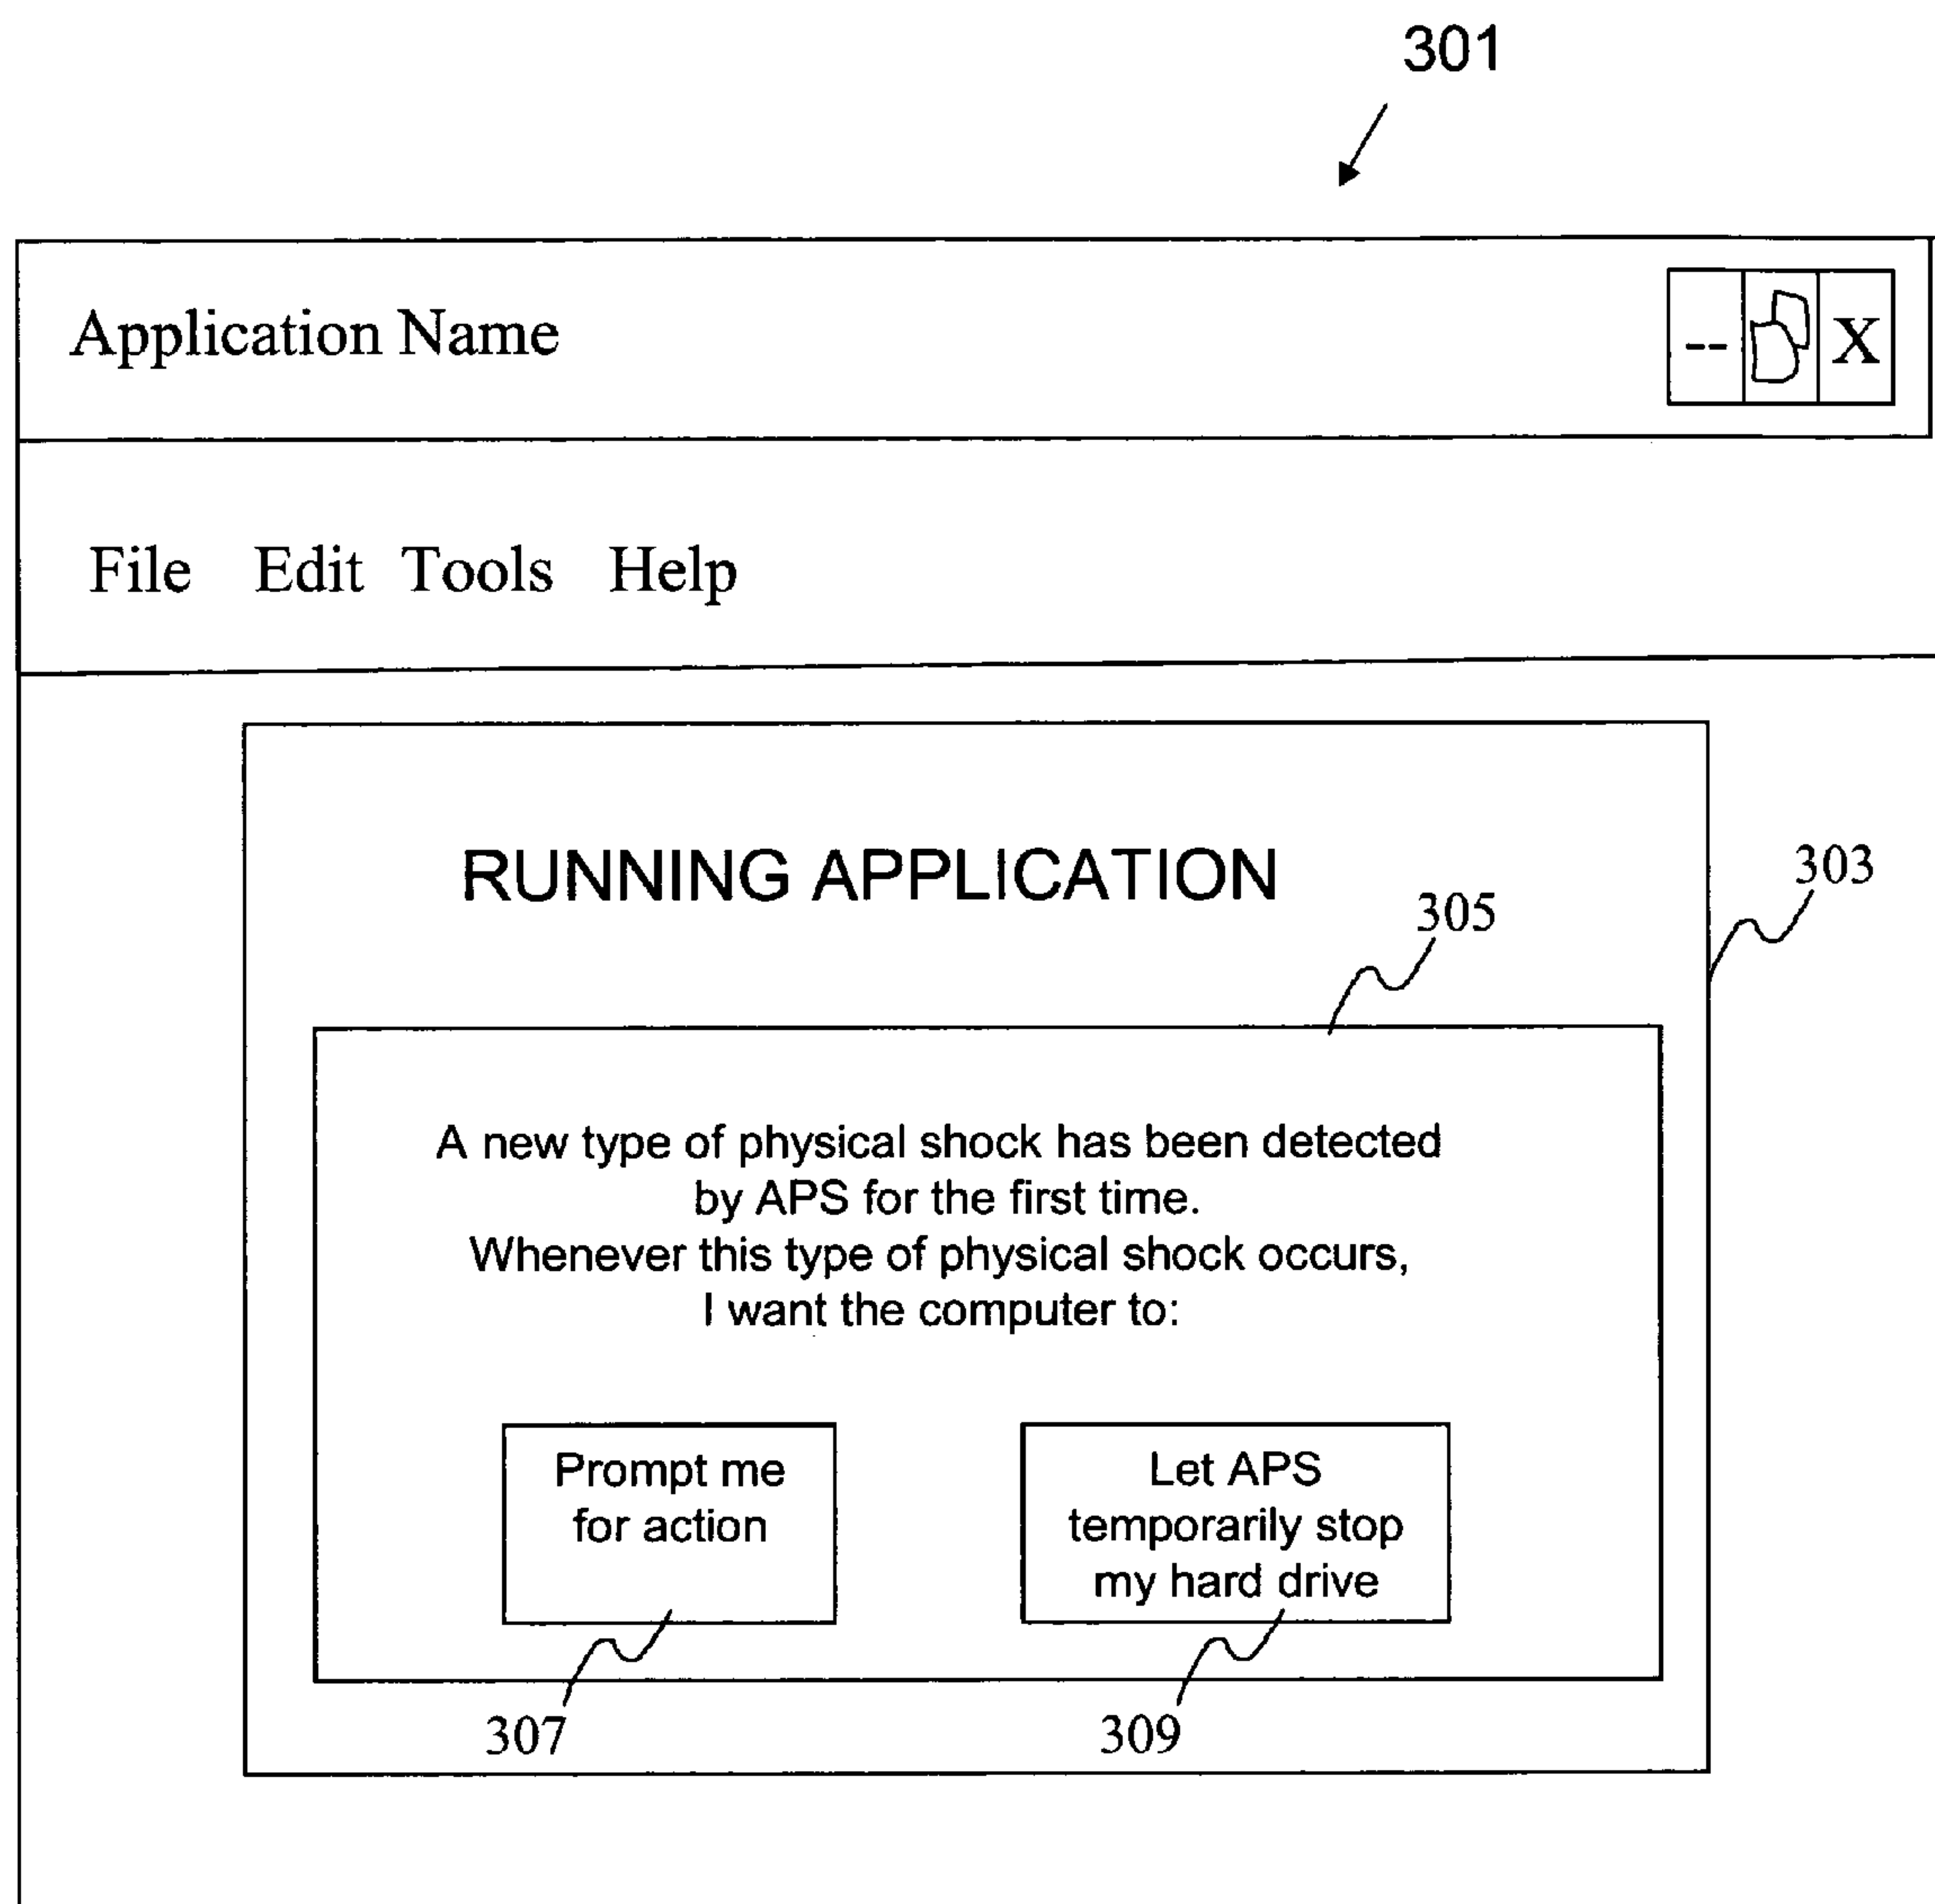 301
Application Name
-- X
File Edit Tools Help
RUNNING APPLICATION
303
305
A new type of physical shock has been detected
by APS for the first time.
Whenever this type of physical shock occurs,
I want the computer to:
Prompt me
for action
Let APS
temporarily stop
my hard drive
307
309